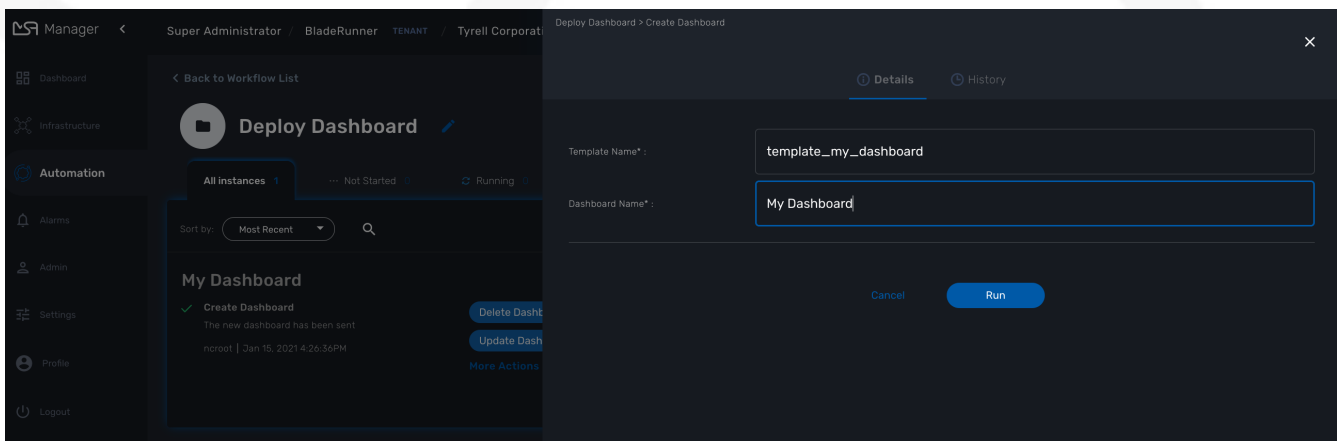 MSA Manager
Super Administrator / BladeRunner TENANT / Tyrell Corporati
Deploy Dashboard > Create Dashboard
Dashboard
Infrastructure
Automation
Alarms
Admin
Settings
Profile
Logout
Back to Workflow List
Deploy Dashboard
All instances 1
Not Started 0
Running 0
Sort by: Most Recent
My Dashboard
Create Dashboard
The new dashboard has been sent
ncroot | Jan 15, 2021 4:26:36PM
Delete Dashb
Update Dash
More Actions
Details
History
Template Name* :
template_my_dashboard
Dashboard Name* :
My Dashboard
Cancel
Run